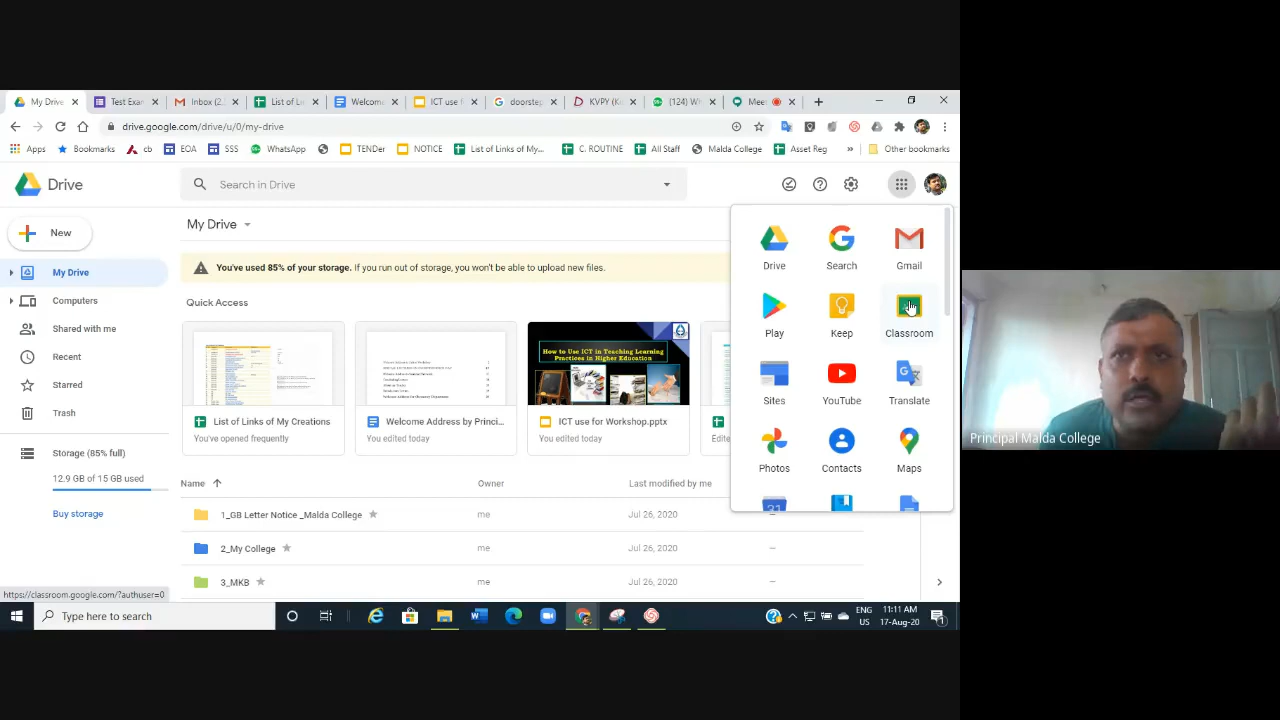 My Drive
Test Exa
Inbox (2
List of L
Welcome
ICT use f
doorstep
KVPY (Ki
(124) W
Meet
drive.google.com/drive/u/0/my-drive
Apps
Bookmarks
cb
EOA
SSS
WhatsApp
TENDer
NOTICE
List of Links of My...
C. ROUTINE
All Staff
Malda College
Asset Reg
»
Other bookmarks
Drive
Search in Drive
New
My Drive
Computers
Shared with me
Recent
Starred
Trash
Storage (85% full)
12.9 GB of 15 GB used
Buy storage
My Drive
You've used 85% of your storage. If you run out of storage, you won't be able to upload new files.
Quick Access
How to Use ICT in Teaching Learning
Practices in Higher Education
List of Links of My Creations
You've opened frequently
Welcome Address by Princi...
You edited today
ICT use for Workshop.pptx
You edited today
Edite
Name
Owner
Last modified by me
1_GB Letter Notice _Malda College
me
Jul 26, 2020
2_My College
me
Jul 26, 2020
—
3_MKB
me
Jul 26, 2020
—
Drive
Search
Gmail
Play
Keep
Classroom
Sites
YouTube
Translate
Photos
Contacts
Maps
31
https://classroom.google.com/?authuser=0
Type here to search
ENG
US
11:11 AM
17-Aug-20
1
Principal Malda College